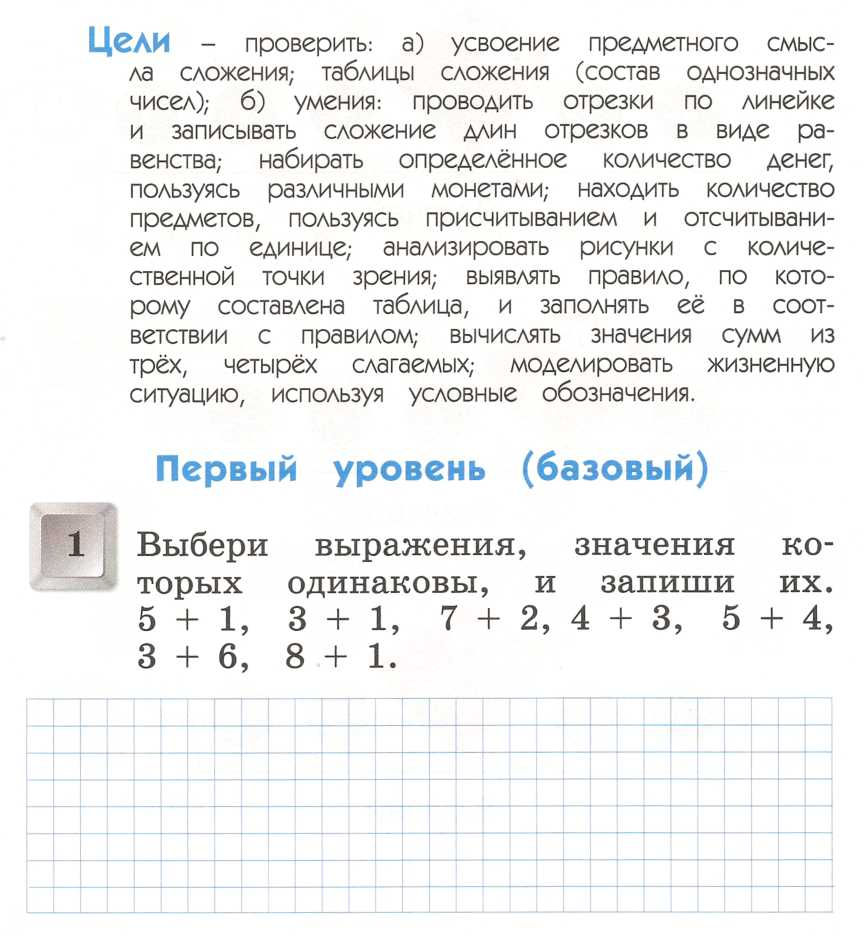 Цели – проверить: а) усвоение предметного смыс-
ла сложения; таблицы сложения (состав однозначных
чисел); б) умения: проводить отрезки по линейке
и записывать сложение длин отрезков в виде ра-
венства; набирать определённое количество денег,
пользуясь различными монетами; находить количество
предметов, пользуясь присчитыванием и отсчитывани-
ем по единице; анализировать рисунки с количе-
ственной точки зрения; выявлять правило, по кото-
рому составлена таблица, и заполнять её в соот-
ветствии с правилом; вычислять значения сумм из
трёх, четырёх слагаемых; моделировать жизненную
ситуацию, используя условные обозначения.
Первый уровень (базовый)
1 Выбери выражения, значения ко-
торых одинаковы, и запиши их.
5 + 1, 3 + 1, 7 + 2, 4 + 3, 5 + 4,
3 + 6, 8 + 1.